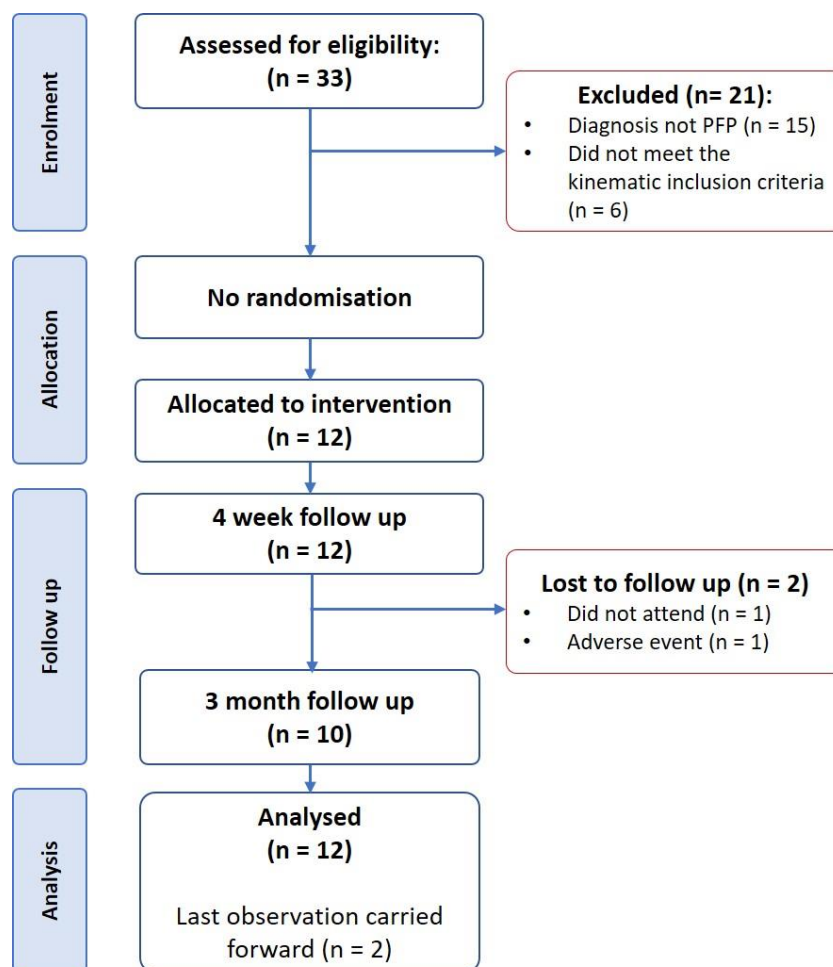 Enrolment
Assessed for eligibility:
(n = 33)
Excluded (n= 21):
• Diagnosis not PFP (n = 15)
• Did not meet the
kinematic inclusion criteria
(n = 6)
Allocation
No randomisation
Allocated to intervention
(n = 12)
Follow up
4 week follow up
(n = 12)
Lost to follow up (n = 2)
• Did not attend (n = 1)
• Adverse event (n = 1)
3 month follow up
(n = 10)
Analysis
Analysed
(n = 12)
Last observation carried
forward (n = 2)